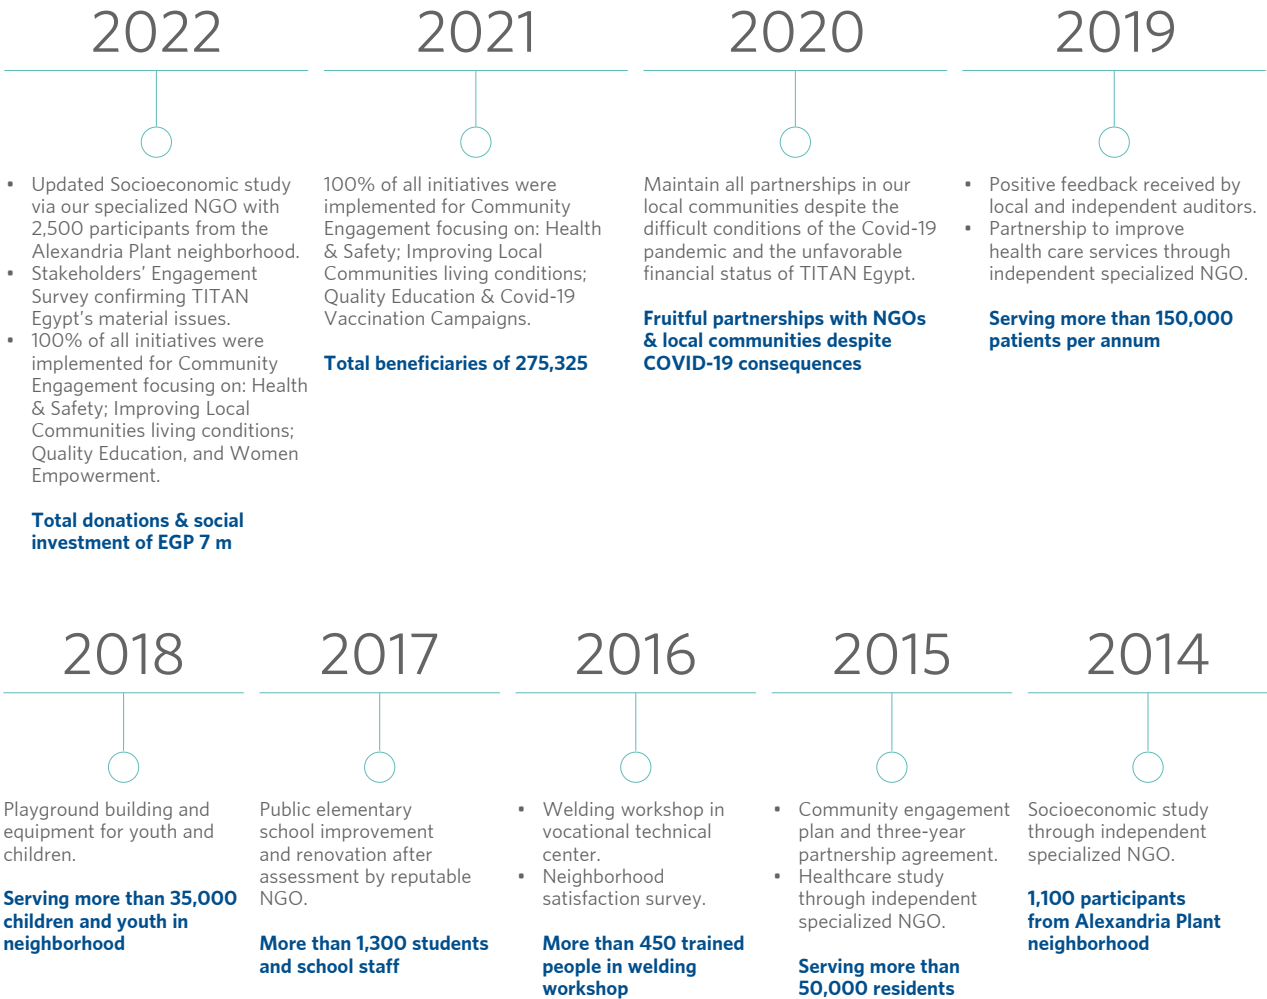 2022
• Updated Socioeconomic study
via our specialized NGO with
2,500 participants from the
Alexandria Plant neighborhood.
• Stakeholders’ Engagement
Survey confirming TITAN
Egypt’s material issues.
• 100% of all initiatives were
implemented for Community
Engagement focusing on: Health
& Safety; Improving Local
Communities living conditions;
Quality Education, and Women
Empowerment.
Total donations & social
investment of EGP 7 m
2021
100% of all initiatives were
implemented for Community
Engagement focusing on: Health
& Safety; Improving Local
Communities living conditions;
Quality Education & Covid-19
Vaccination Campaigns.
Total beneficiaries of 275,325
2020
Maintain all partnerships in our
local communities despite the
difficult conditions of the Covid-19
pandemic and the unfavorable
financial status of TITAN Egypt.
Fruitful partnerships with NGOs
& local communities despite
COVID-19 consequences
2019
• Positive feedback received by
local and independent auditors.
• Partnership to improve
health care services through
independent specialized NGO.
Serving more than 150,000
patients per annum
2018
Playground building and
equipment for youth and
children.
Serving more than 35,000
children and youth in
neighborhood
2017
Public elementary
school improvement
and renovation after
assessment by reputable
NGO.
More than 1,300 students
and school staff
2016
• Welding workshop in
vocational technical
center.
• Neighborhood
satisfaction survey.
More than 450 trained
people in welding
workshop
2015
• Community engagement
plan and three-year
partnership agreement.
• Healthcare study
through independent
specialized NGO.
Serving more than
50,000 residents
2014
Socioeconomic study
through independent
specialized NGO.
1,100 participants
from Alexandria Plant
neighborhood